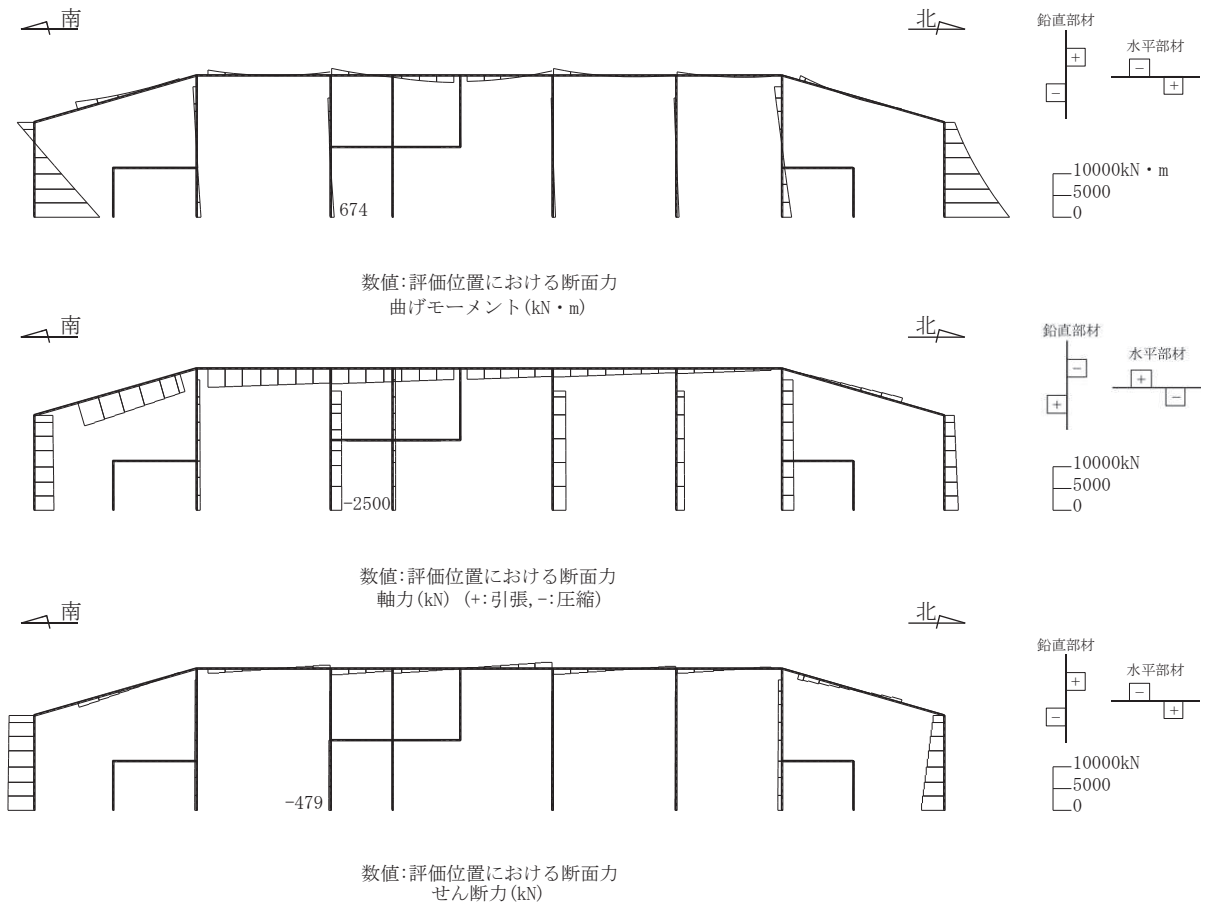 南
北
鉛直部材
+
−
水平部材
−
+
10000kN・m
5000
0
674
数値:評価位置における断面力
曲げモーメント(kN・m)
南
北
鉛直部材
−
+
水平部材
+
−
10000kN
5000
0
−2500
数値:評価位置における断面力
軸力(kN) (+:引張,−:圧縮)
南
北
鉛直部材
+
−
水平部材
−
+
10000kN
5000
0
−479
数値:評価位置における断面力
せん断力(kN)